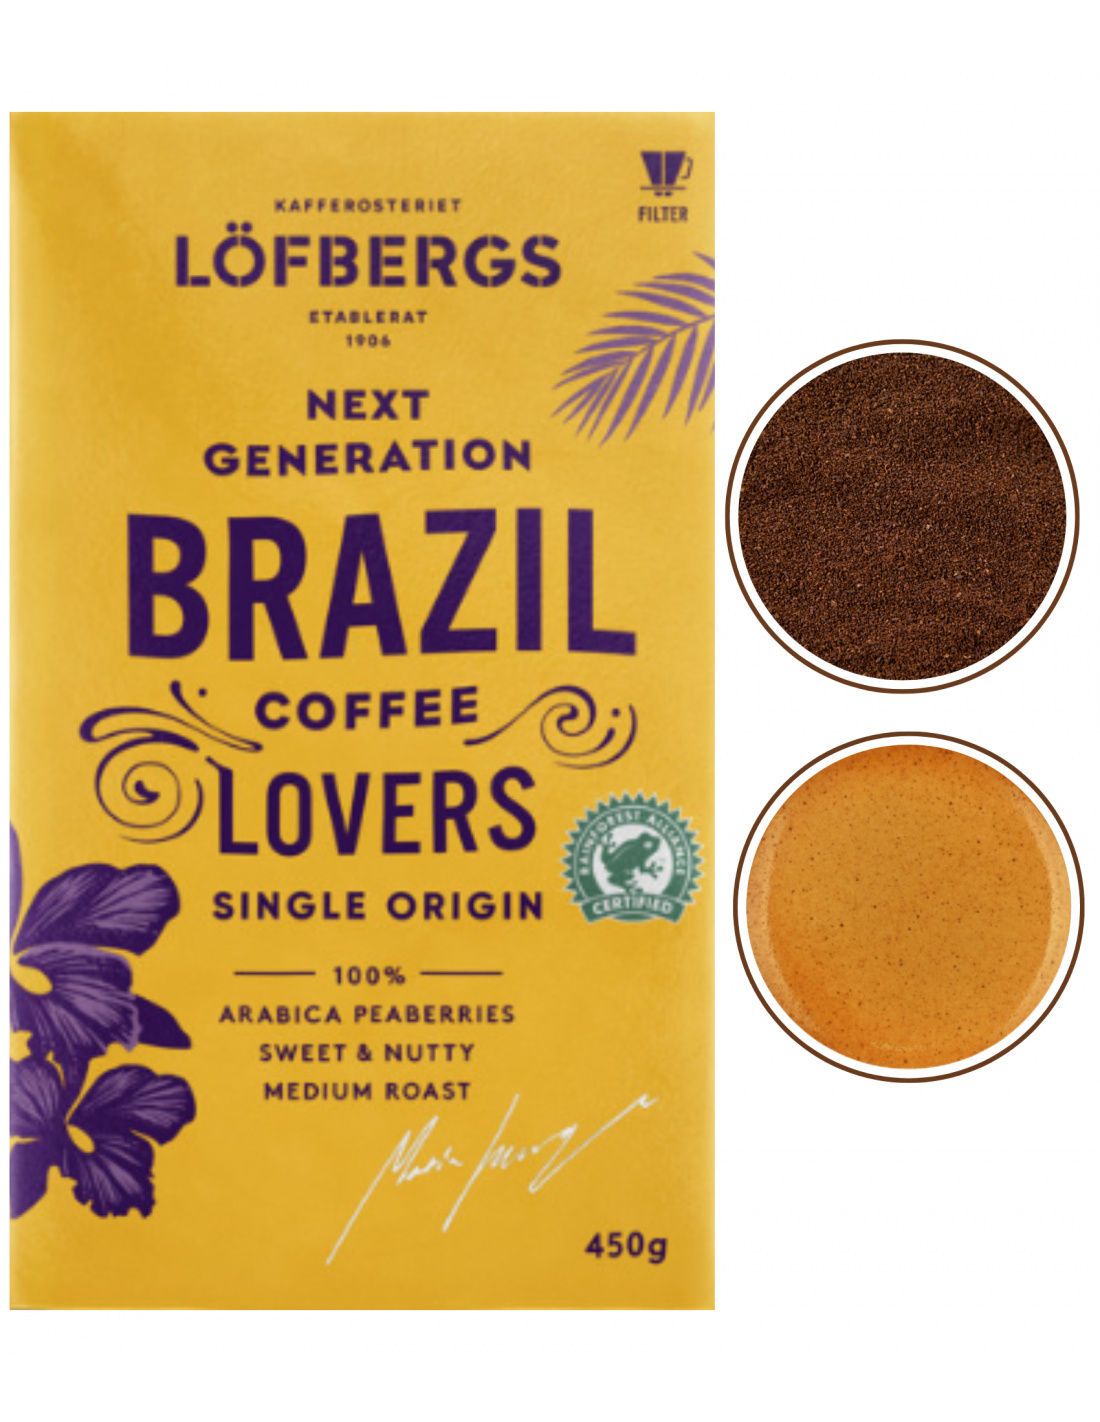 KAFFEROSTERIET
LÖFBERGS
ETABLERAT
1906
FILTER
NEXT
GENERATION
BRAZIL
COFFEE
LOVERS
RAINFOREST ALLIANCE
CERTIFIED
SINGLE ORIGIN
100%
ARABICA PEABERRIES
SWEET & NUTTY
MEDIUM ROAST
450g